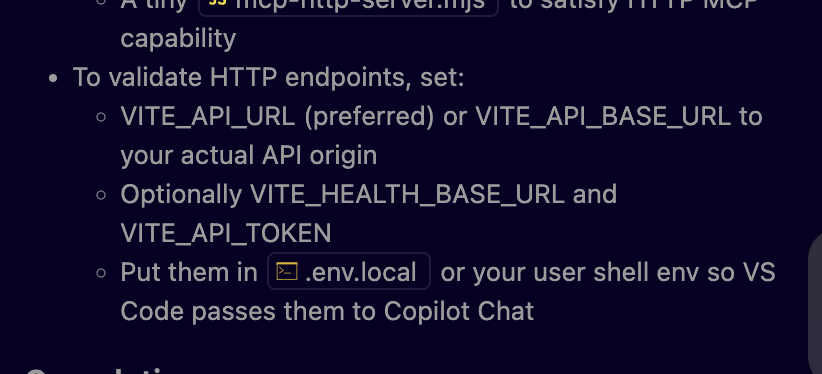 A tiny mcp-http-server.mjs to satisfy HTTP MCP
capability
To validate HTTP endpoints, set:
VITE_API_URL (preferred) or VITE_API_BASE_URL to
your actual API origin
Optionally VITE_HEALTH_BASE_URL and
VITE_API_TOKEN
Put them in .env.local or your user shell env so VS
Code passes them to Copilot Chat